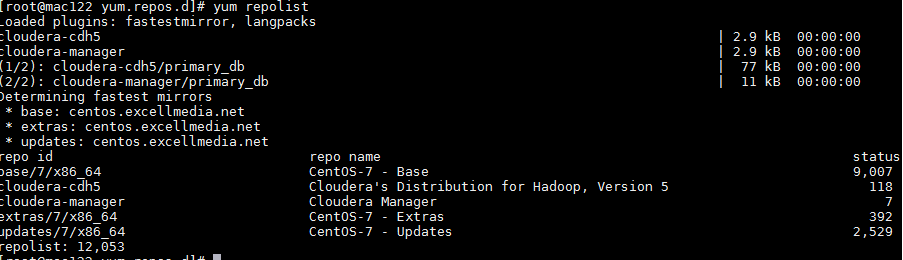 [root@mac122 yum.repos.d]# yum repolist
Loaded plugins: fastestmirror, langpacks
cloudera-cdh5 | 2.9 kB 00:00:00
cloudera-manager | 2.9 kB 00:00:00
(1/2): cloudera-cdh5/primary_db | 77 kB 00:00:00
(2/2): cloudera-manager/primary_db | 11 kB 00:00:00
Determining fastest mirrors
* base: centos.excellmedia.net
* extras: centos.excellmedia.net
* updates: centos.excellmedia.net
repo id repo name status
base/7/x86_64 CentOS-7 - Base 9,007
cloudera-cdh5 Cloudera's Distribution for Hadoop, Version 5 118
cloudera-manager Cloudera Manager 7
extras/7/x86_64 CentOS-7 - Extras 392
updates/7/x86_64 CentOS-7 - Updates 2,529
repolist: 12,053
[root@mac122 yum.repos.d]#